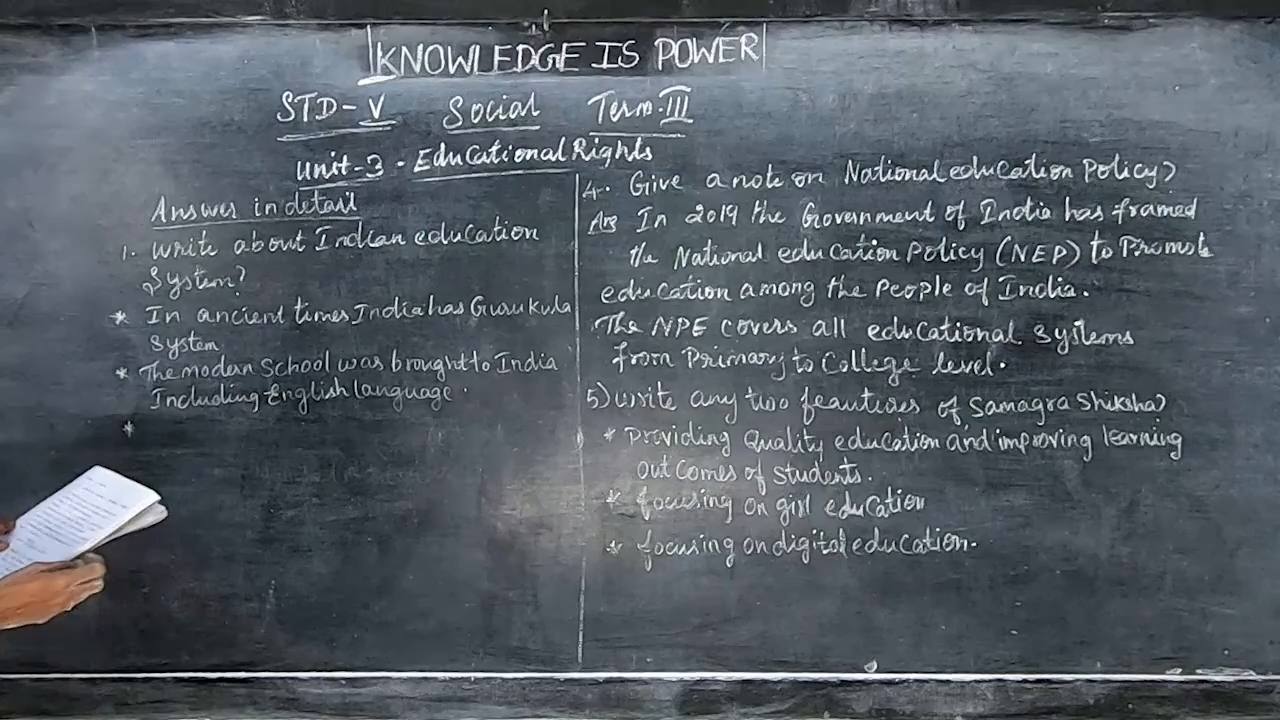 KNOWLEDGE IS POWER
STD-V Social Term-III
Unit-3 - Educational Rights
Answer in detail
1. Write about Indian education
System?
* In ancient times India has Gurukula
System
* The modern School was brought to India
Including English language.
*
4. Give a note on National education Policy?
Ans In 2019 the Government of India has framed
the National education Policy (NEP) to Promote
education among the People of India.
The NPE covers all educational Systems
from Primary to College level.
5) Write any two feautures of Samagra Shiksha?
* Providing Quality education and improving learning
out comes of students.
* focusing on girl education
* focusing on digital education.